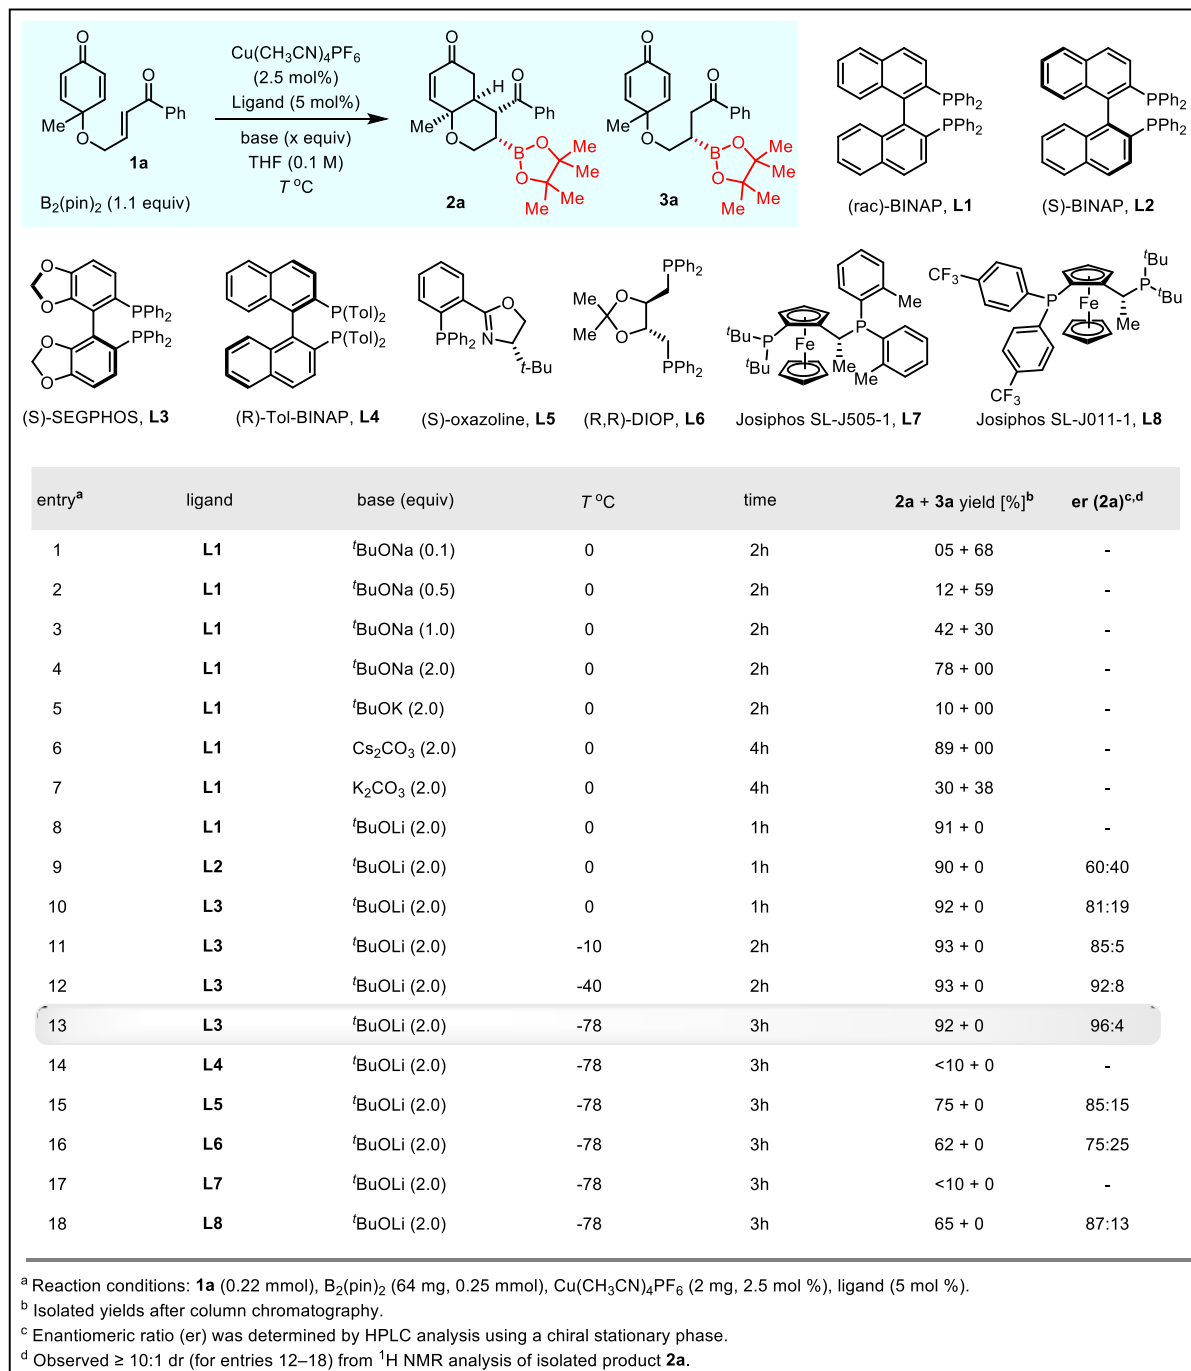 O
O
Ph
Me
O
1a
B2(pin)2 (1.1 equiv)
Cu(CH3CN)4PF6
(2.5 mol%)
Ligand (5 mol%)
base (x equiv)
THF (0.1 M)
T °C
O
H
O
Ph
Me
O
B
O
O
Me
Me
Me
Me
2a
O
O
Ph
Me
O
B
O
O
Me
Me
Me
Me
3a
PPh2
PPh2
(rac)-BINAP, L1
PPh2
PPh2
(S)-BINAP, L2
O
O
PPh2
PPh2
O
O
(S)-SEGPHOS, L3
P(Tol)2
P(Tol)2
(R)-Tol-BINAP, L4
O
N
PPh2
t-Bu
(S)-oxazoline, L5
PPh2
Me
O
Me
O
PPh2
(R,R)-DIOP, L6
tBu
P
tBu
Fe
Me
P
Me
Me
Josiphos SL-J505-1, L7
CF3
P
Fe
Me
tBu
P
tBu
CF3
Josiphos SL-J011-1, L8
entrya ligand base (equiv) T °C time 2a + 3a yield [%]b er (2a)c,d
1 L1 tBuONa (0.1) 0 2h 05 + 68 -
2 L1 tBuONa (0.5) 0 2h 12 + 59 -
3 L1 tBuONa (1.0) 0 2h 42 + 30 -
4 L1 tBuONa (2.0) 0 2h 78 + 00 -
5 L1 tBuOK (2.0) 0 2h 10 + 00 -
6 L1 Cs2CO3 (2.0) 0 4h 89 + 00 -
7 L1 K2CO3 (2.0) 0 4h 30 + 38 -
8 L1 tBuOLi (2.0) 0 1h 91 + 0 -
9 L2 tBuOLi (2.0) 0 1h 90 + 0 60:40
10 L3 tBuOLi (2.0) 0 1h 92 + 0 81:19
11 L3 tBuOLi (2.0) -10 2h 93 + 0 85:5
12 L3 tBuOLi (2.0) -40 2h 93 + 0 92:8
13 L3 tBuOLi (2.0) -78 3h 92 + 0 96:4
14 L4 tBuOLi (2.0) -78 3h <10 + 0 -
15 L5 tBuOLi (2.0) -78 3h 75 + 0 85:15
16 L6 tBuOLi (2.0) -78 3h 62 + 0 75:25
17 L7 tBuOLi (2.0) -78 3h <10 + 0 -
18 L8 tBuOLi (2.0) -78 3h 65 + 0 87:13
a Reaction conditions: 1a (0.22 mmol), B2(pin)2 (64 mg, 0.25 mmol), Cu(CH3CN)4PF6 (2 mg, 2.5 mol %), ligand (5 mol %).
b Isolated yields after column chromatography.
c Enantiomeric ratio (er) was determined by HPLC analysis using a chiral stationary phase.
d Observed ≥ 10:1 dr (for entries 12–18) from 1H NMR analysis of isolated product 2a.